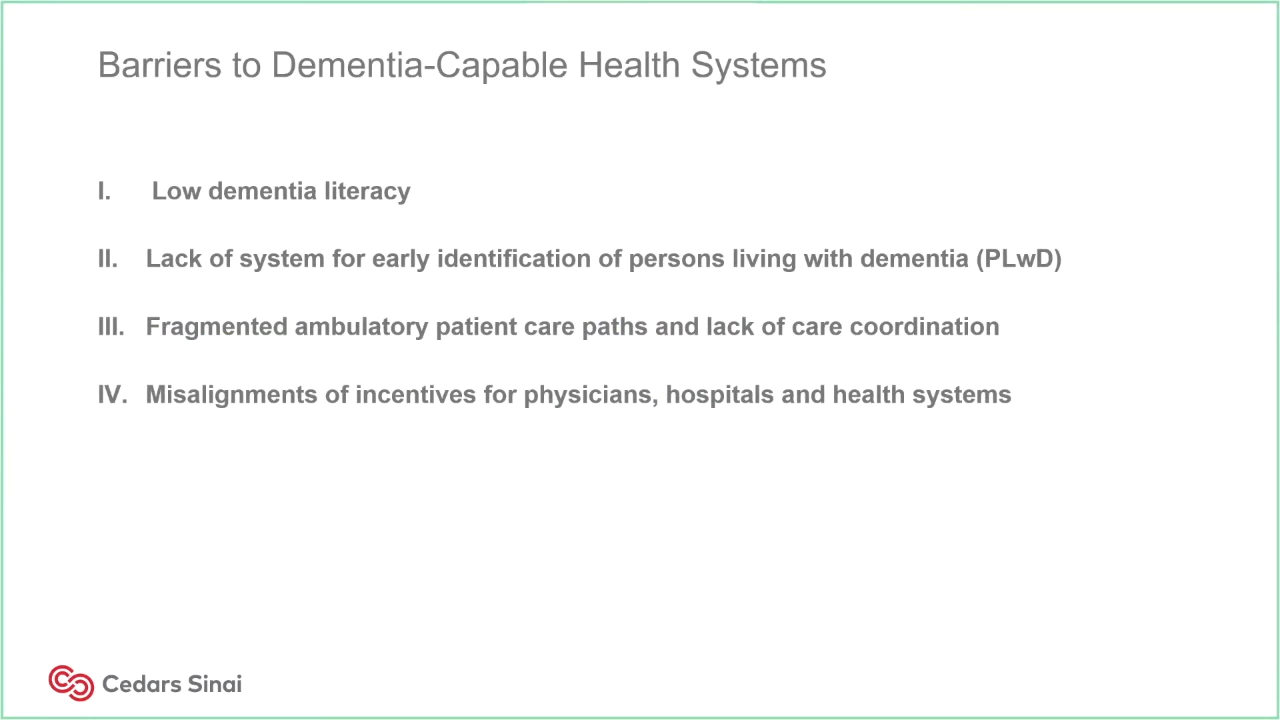 Barriers to Dementia-Capable Health Systems
I. Low dementia literacy
II. Lack of system for early identification of persons living with dementia (PLwD)
III. Fragmented ambulatory patient care paths and lack of care coordination
IV. Misalignments of incentives for physicians, hospitals and health systems
Cedars Sinai